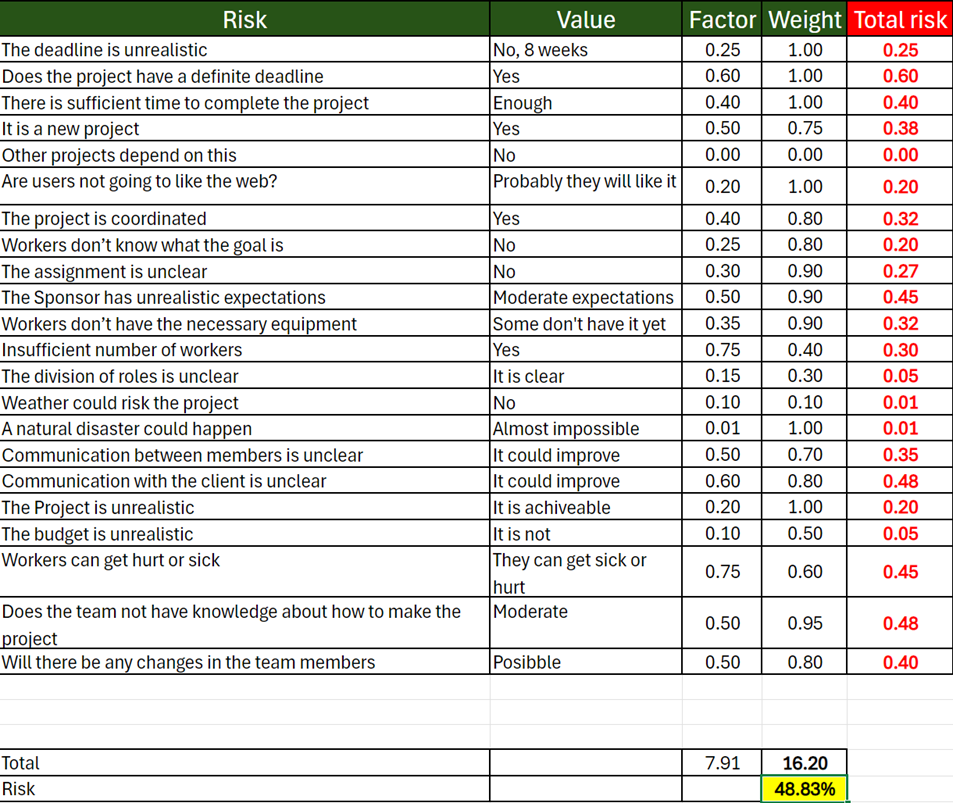 Risk Value Factor Weight Total risk
The deadline is unrealistic No, 8 weeks 0.25 1.00 0.25
Does the project have a definite deadline Yes 0.60 1.00 0.60
There is sufficient time to complete the project Enough 0.40 1.00 0.40
It is a new project Yes 0.50 0.75 0.38
Other projects depend on this No 0.00 0.00 0.00
Are users not going to like the web? Probably they will like it 0.20 1.00 0.20
The project is coordinated Yes 0.40 0.80 0.32
Workers don’t know what the goal is No 0.25 0.80 0.20
The assignment is unclear No 0.30 0.90 0.27
The Sponsor has unrealistic expectations Moderate expectations 0.50 0.90 0.45
Workers don’t have the necessary equipment Some don't have it yet 0.35 0.90 0.32
Insufficient number of workers Yes 0.75 0.40 0.30
The division of roles is unclear It is clear 0.15 0.30 0.05
Weather could risk the project No 0.10 0.10 0.01
A natural disaster could happen Almost impossible 0.01 1.00 0.01
Communication between members is unclear It could improve 0.50 0.70 0.35
Communication with the client is unclear It could improve 0.60 0.80 0.48
The Project is unrealistic It is achiveable 0.20 1.00 0.20
The budget is unrealistic It is not 0.10 0.50 0.05
Workers can get hurt or sick They can get sick or
hurt 0.75 0.60 0.45
Does the team not have knowledge about how to make the
project Moderate 0.50 0.95 0.48
Will there be any changes in the team members Posibble 0.50 0.80 0.40
Total 7.91 16.20
Risk 48.83%